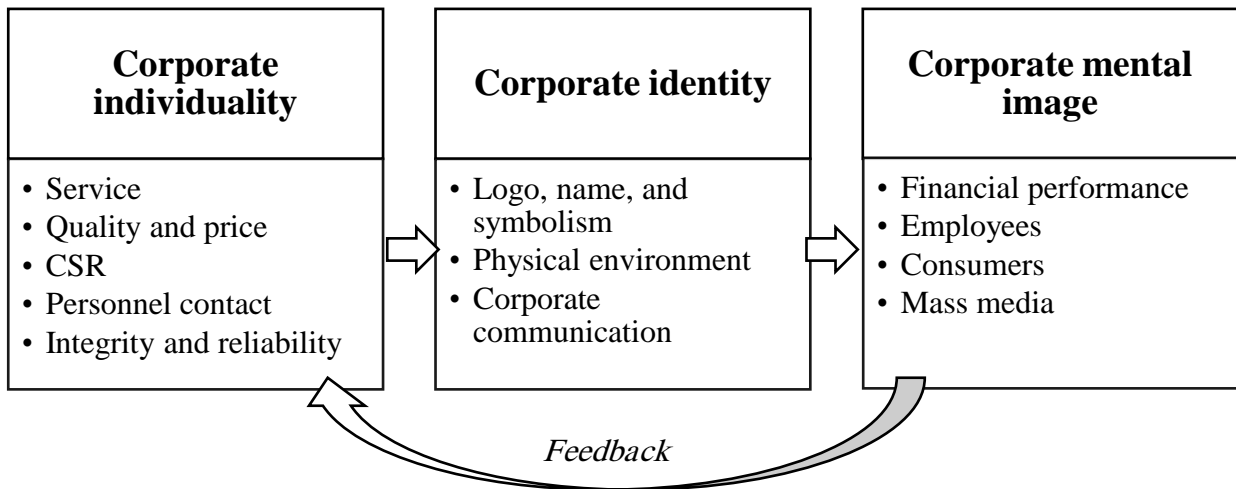 Corporate
individuality
• Service
• Quality and price
• CSR
• Personnel contact
• Integrity and reliability
Corporate identity
• Logo, name, and
symbolism
• Physical environment
• Corporate
communication
Corporate mental
image
• Financial performance
• Employees
• Consumers
• Mass media
Feedback